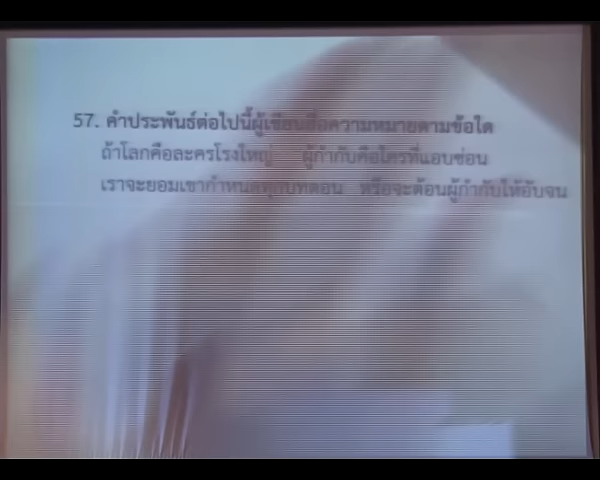 57. คำประพันธ์ต่อไปนี้ผู้เขียนสื่อความหมายตามข้อใด
ถ้าโลกคือละครโรงใหญ่ ผู้กำกับคือใครที่แอบซ่อน
เราจะยอมเขากำหนดทุกบทตอน หรือจะต้อนผู้กำกับให้อับจน